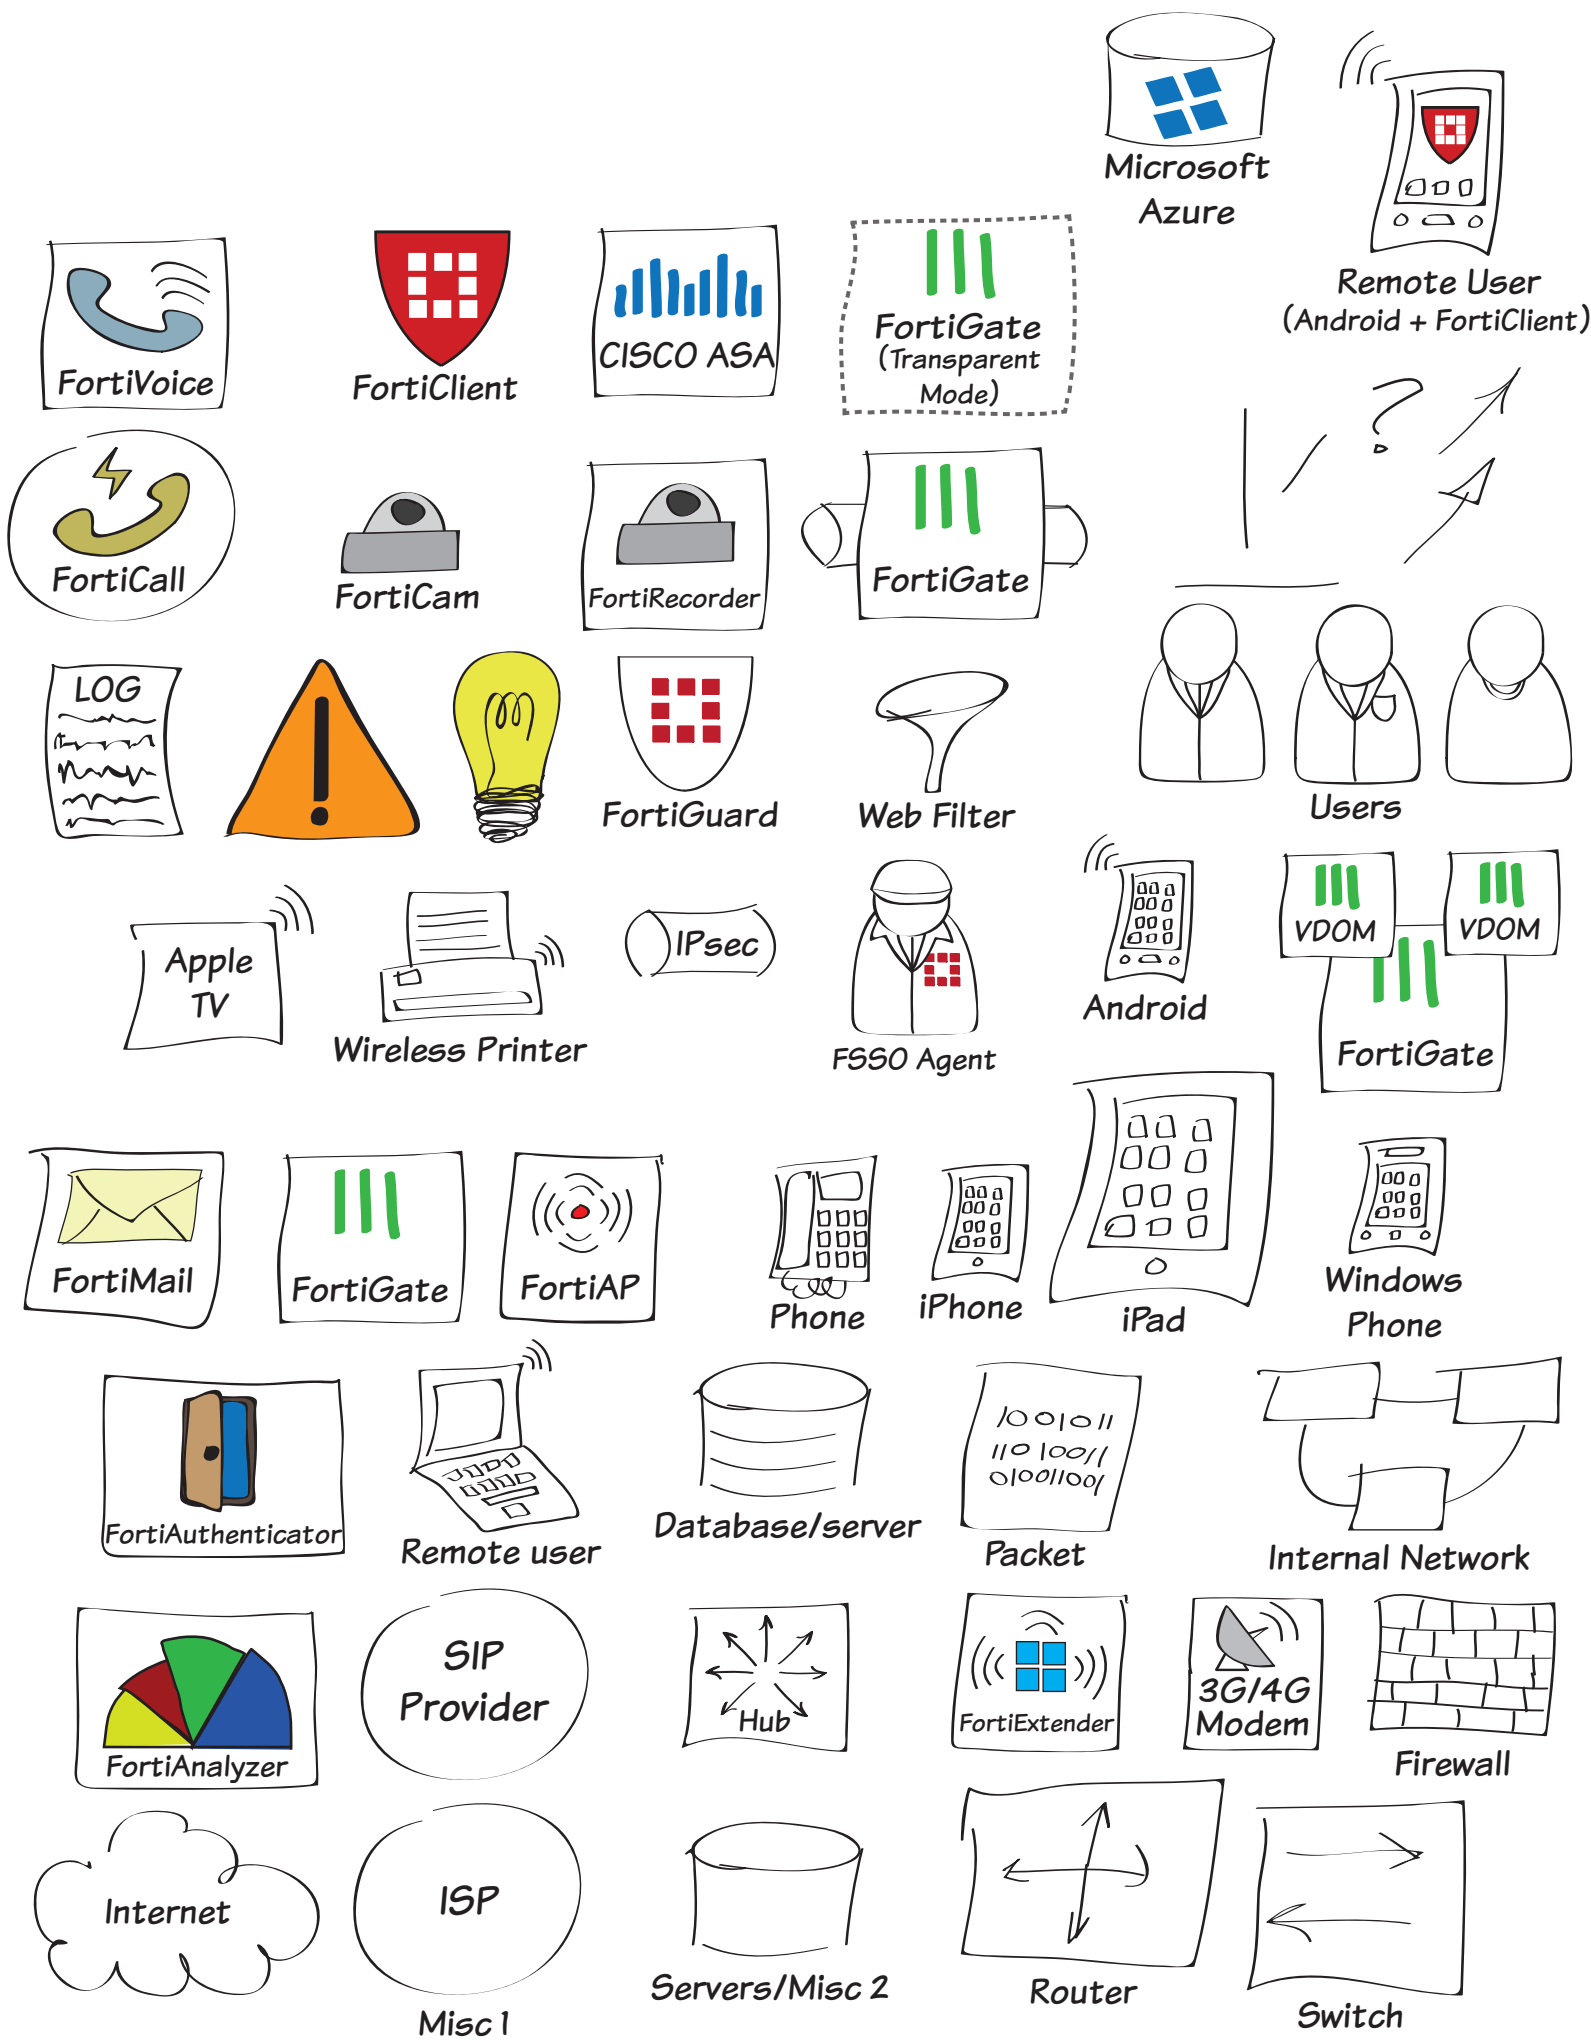 Microsoft
Azure
Remote User
(Android + FortiClient)
FortiVoice
FortiClient
CISCO ASA
FortiGate
(Transparent
Mode)
?
FortiCall
FortiCam
FortiRecorder
FortiGate
LOG
!
FortiGuard
Web Filter
Users
Apple
TV
Wireless Printer
IPsec
FSSO Agent
Android
VDOM
VDOM
FortiGate
FortiMail
FortiGate
FortiAP
Phone
iPhone
iPad
Windows
Phone
FortiAuthenticator
Remote user
Database/server
1001011
11010011
010011001
Packet
Internal Network
FortiAnalyzer
SIP
Provider
Hub
FortiExtender
3G/4G
Modem
Firewall
Internet
ISP
Misc 1
Servers/Misc 2
Router
Switch